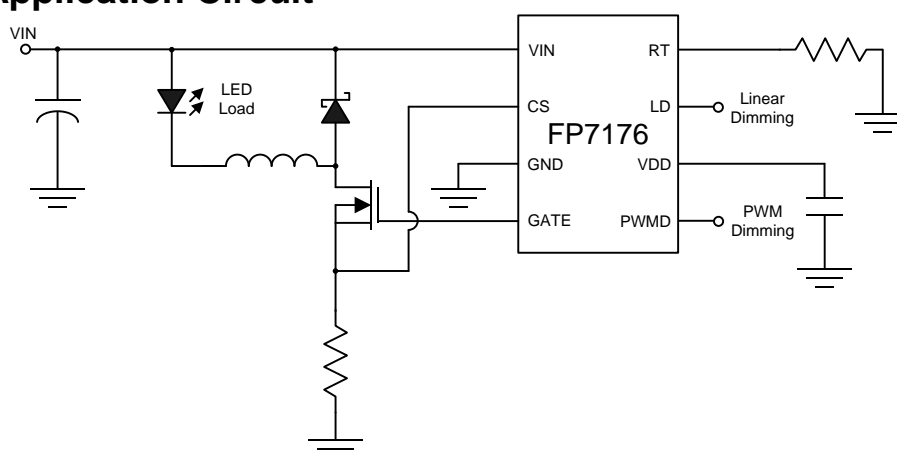 Application Circuit
VIN
LED
Load
VIN
CS
GND
GATE
FP7176
RT
LD
VDD
PWMD
Linear
Dimming
PWM
Dimming